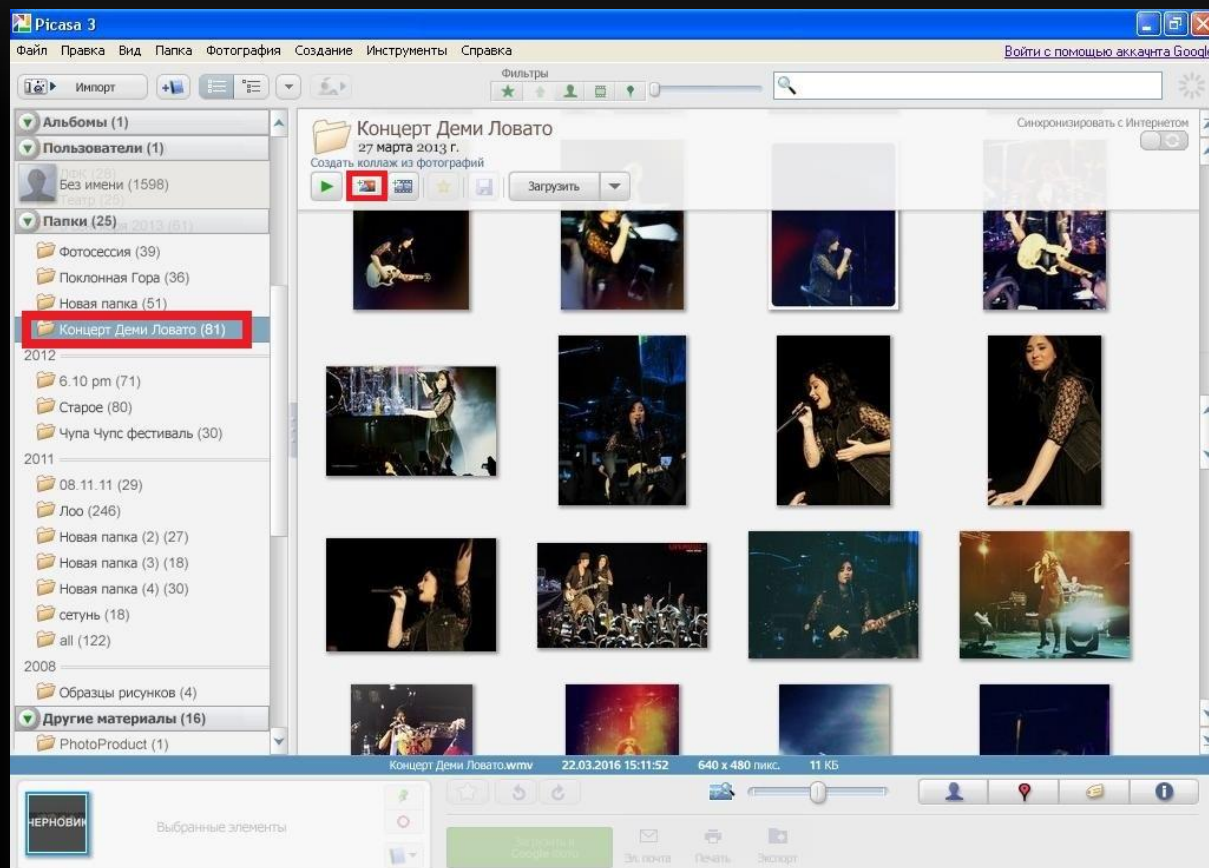 Picasa 3
Файл Правка Вид Папка Фотография Создание Инструменты Справка
Войти с помощью аккаунта Google
Импорт
Фильтры
Альбомы (1)
Пользователи (1)
Без имени (1598)
Папки (25)
Фотосессия (39)
Поклонная Гора (36)
Новая папка (51)
Концерт Деми Ловато (81)
2012
6.10 pm (71)
Старое (80)
Чупа Чупс фестиваль (30)
2011
08.11.11 (29)
Лоо (246)
Новая папка (2) (27)
Новая папка (3) (18)
Новая папка (4) (30)
сетунь (18)
all (122)
2008
Образцы рисунков (4)
Другие материалы (16)
PhotoProduct (1)
Концерт Деми Ловато
27 марта 2013 г.
Создать коллаж из фотографий
Загрузить
Синхронизировать с Интернетом
Концерт Деми Ловато.wmv 22.03.2016 15:11:52 640 x 480 пикс. 11 КБ
ЧЕРНОВИК
Выбранные элементы
Загрузить в
Google Фото
Эл. почта Печать Экспорт